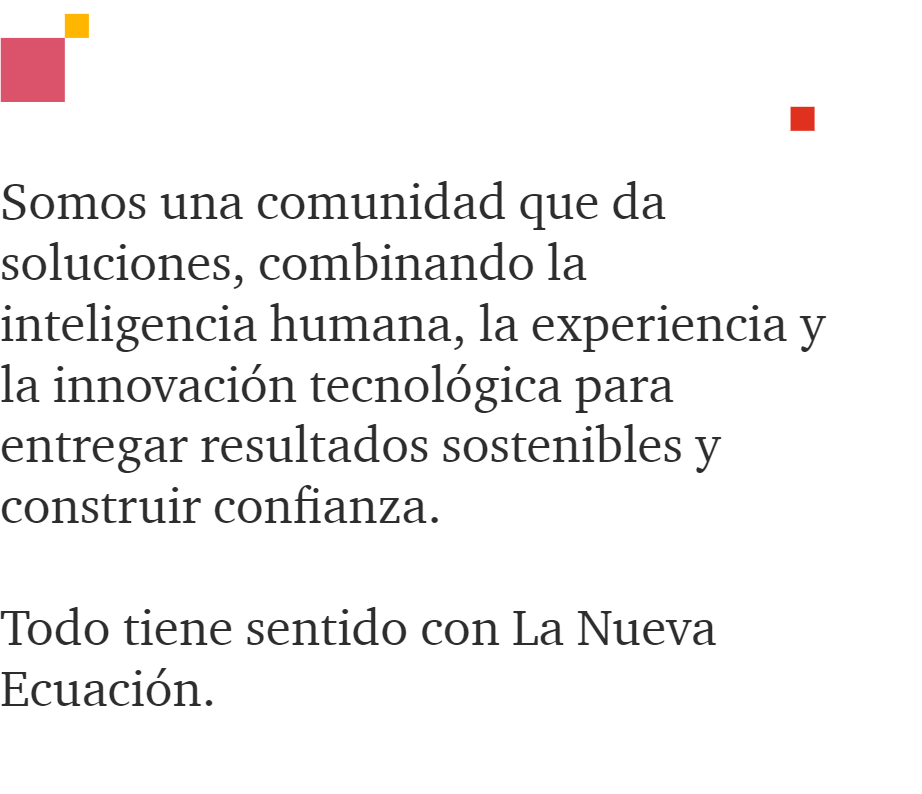 Somos una comunidad que da
soluciones, combinando la
inteligencia humana, la experiencia y
la innovación tecnológica para
entregar resultados sostenibles y
construir confianza.
Todo tiene sentido con La Nueva
Ecuación.